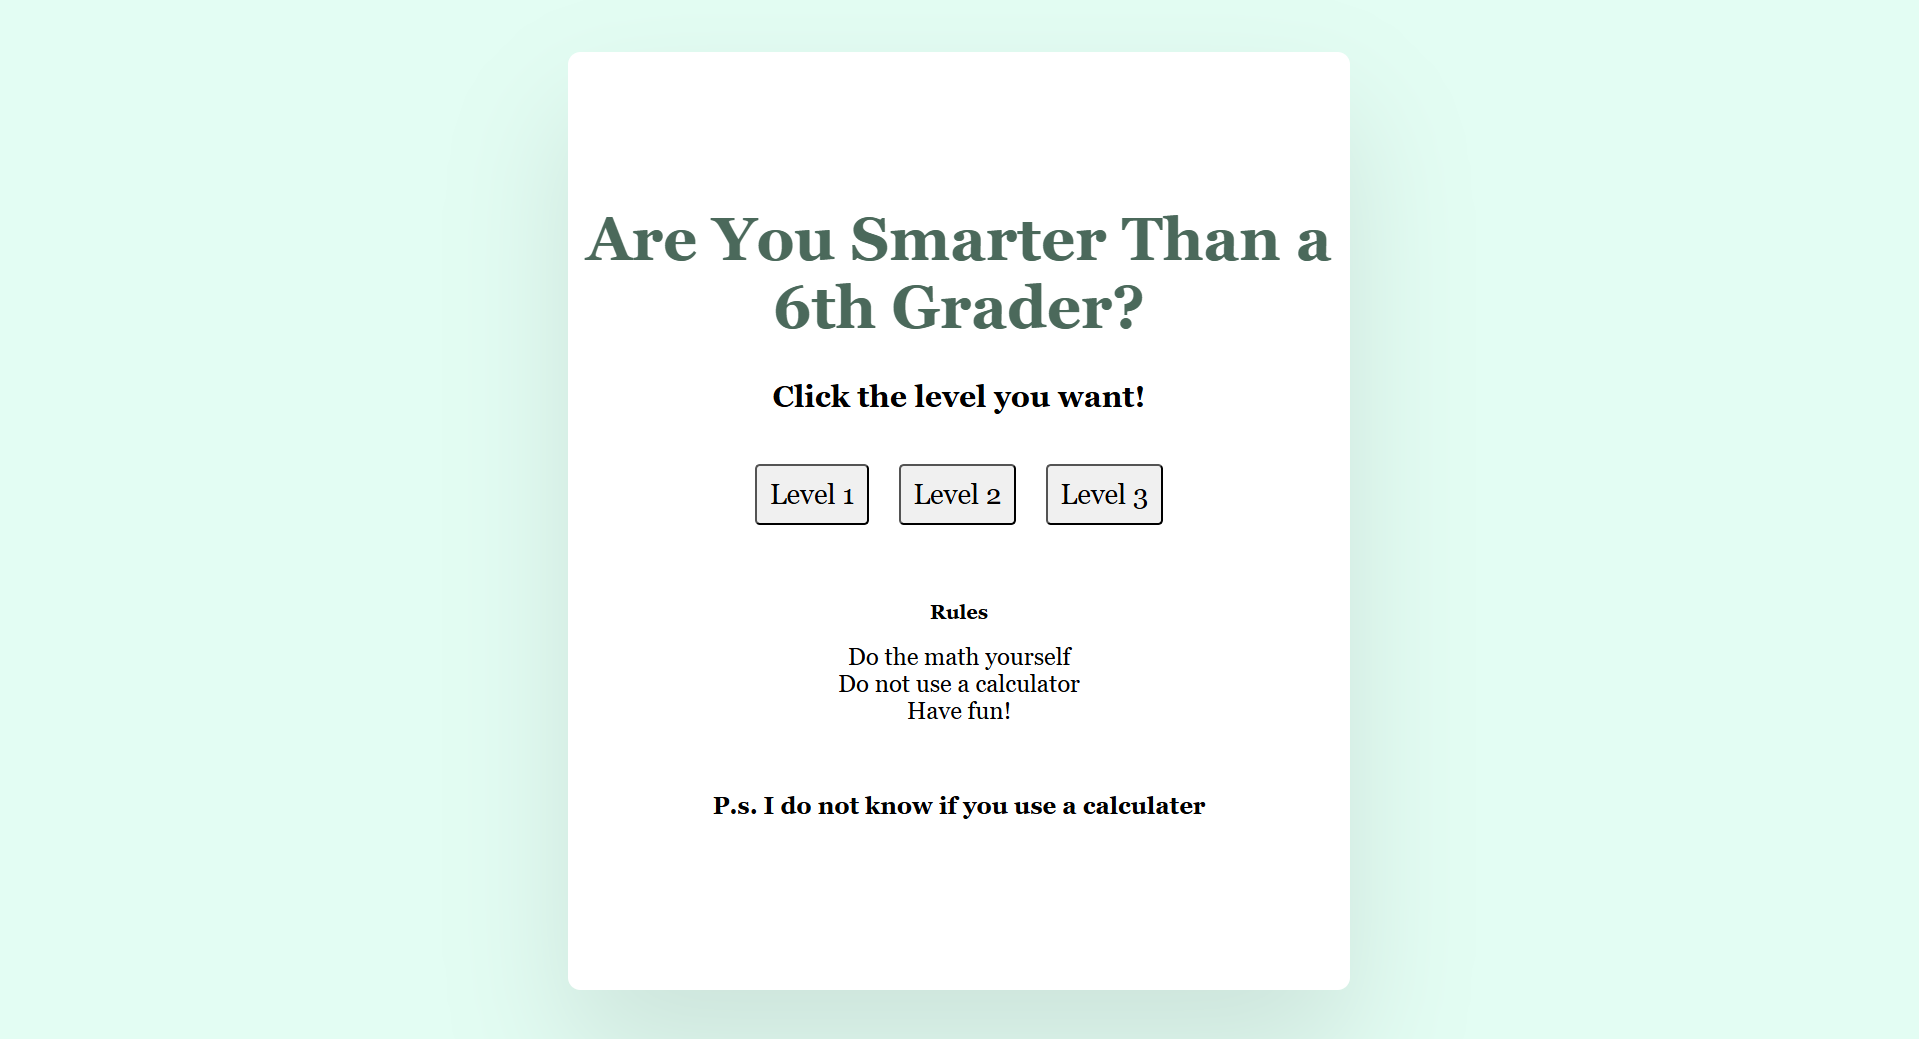 Are You Smarter Than a
6th Grader?
Click the level you want!
Level 1
Level 2
Level 3
Rules
Do the math yourself
Do not use a calculator
Have fun!
P.s. I do not know if you use a calculater